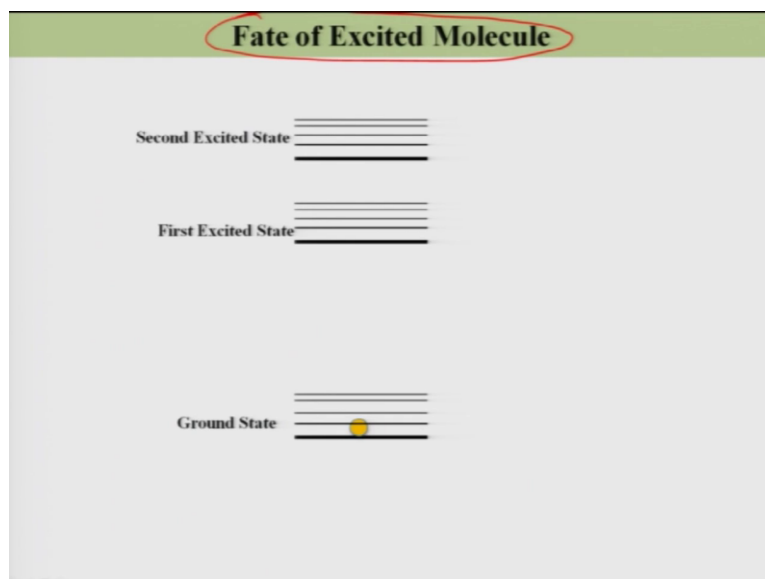 Fate of Excited Molecule
Second Excited State
First Excited State
Ground State